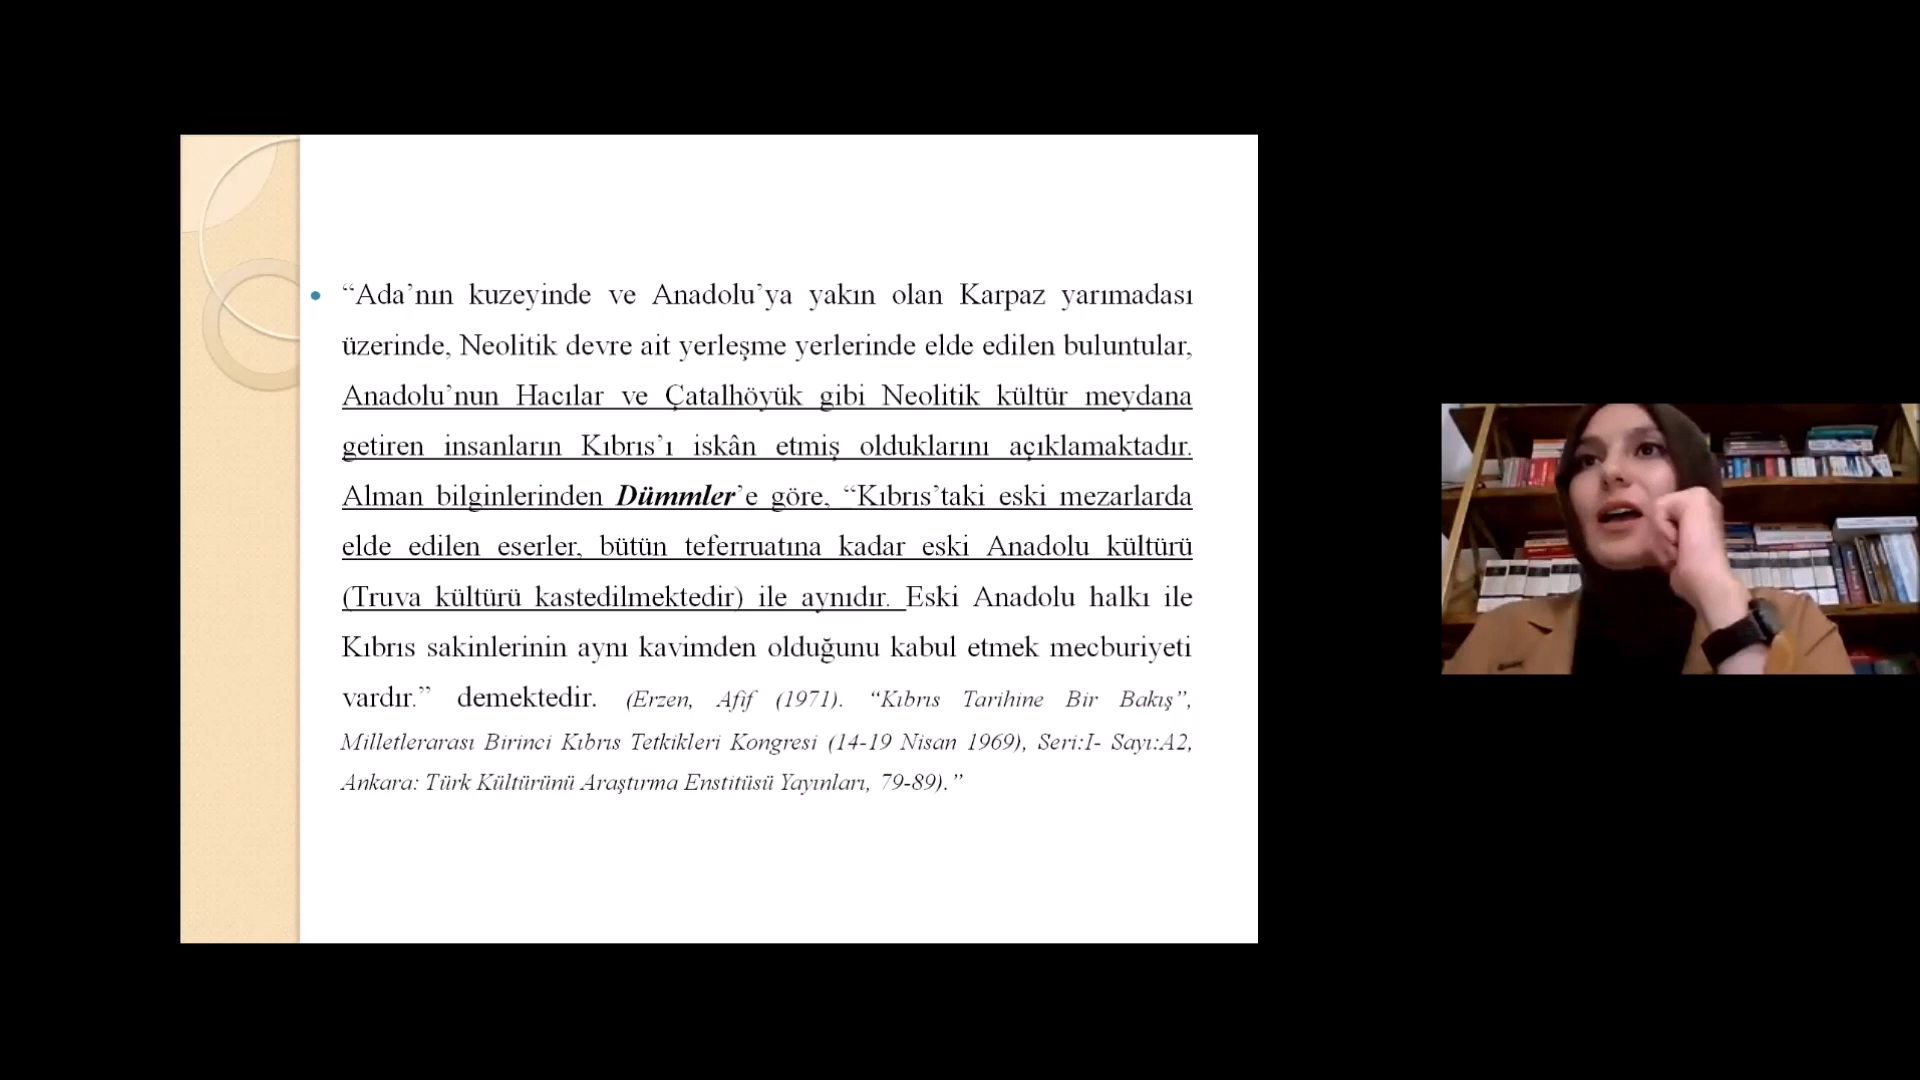 • “Ada’nın kuzeyinde ve Anadolu’ya yakın olan Karpaz yarımadası
üzerinde, Neolitik devre ait yerleşme yerlerinde elde edilen buluntular,
Anadolu’nun Hacılar ve Çatalhöyük gibi Neolitik kültür meydana
getiren insanların Kıbrıs’ı iskân etmiş olduklarını açıklamaktadır.
Alman bilginlerinden Dümmler’e göre, “Kıbrıs’taki eski mezarlarda
elde edilen eserler, bütün teferruatına kadar eski Anadolu kültürü
(Truva kültürü kastedilmektedir) ile aynıdır. Eski Anadolu halkı ile
Kıbrıs sakinlerinin aynı kavimden olduğunu kabul etmek mecburiyeti
vardır.” demektedir. (Erzen, Afif (1971). “Kıbrıs Tarihine Bir Bakış”,
Milletlerarası Birinci Kıbrıs Tetkikleri Kongresi (14-19 Nisan 1969), Seri:I- Sayı:A2,
Ankara: Türk Kültürünü Araştırma Enstitüsü Yayınları, 79-89).”